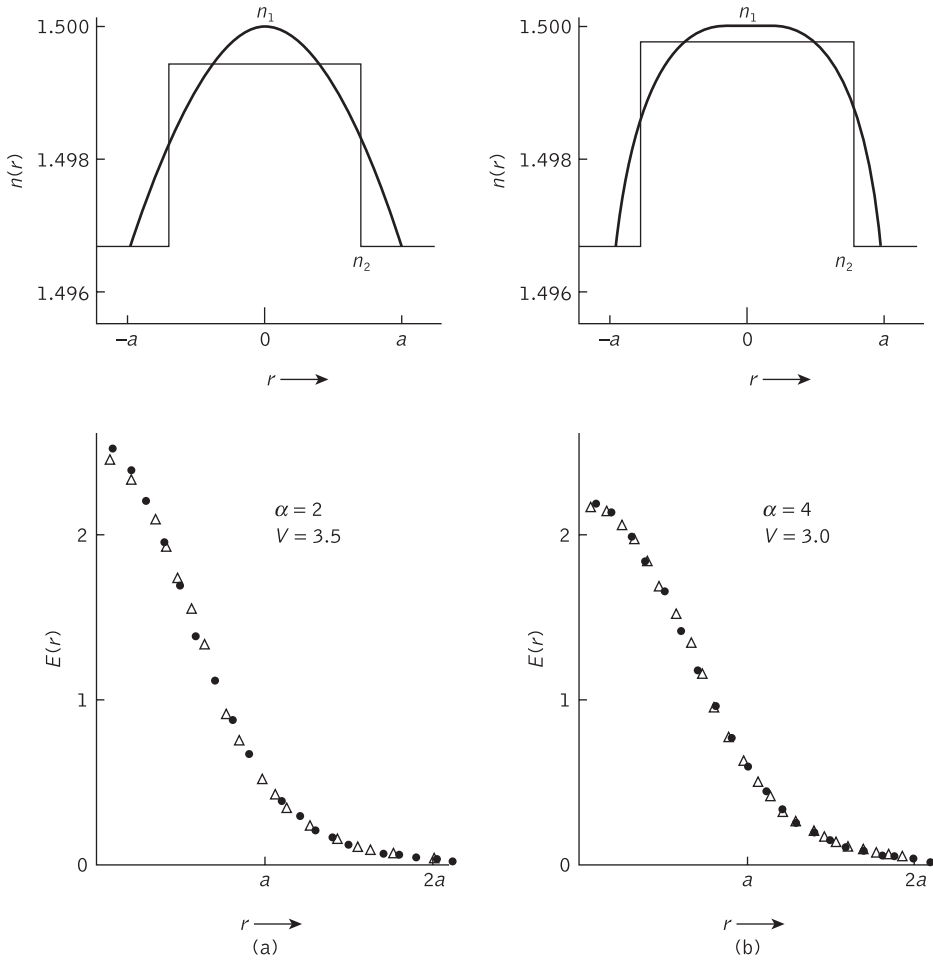 n₁
1.500
1.498
1.496
n(r)
n₂
–a 0 a
r
n₁
1.500
1.498
1.496
n(r)
n₂
–a 0 a
r
α = 2
V = 3.5
2
1
0
E(r)
a 2a
r
(a)
α = 4
V = 3.0
2
1
0
E(r)
a 2a
r
(b)